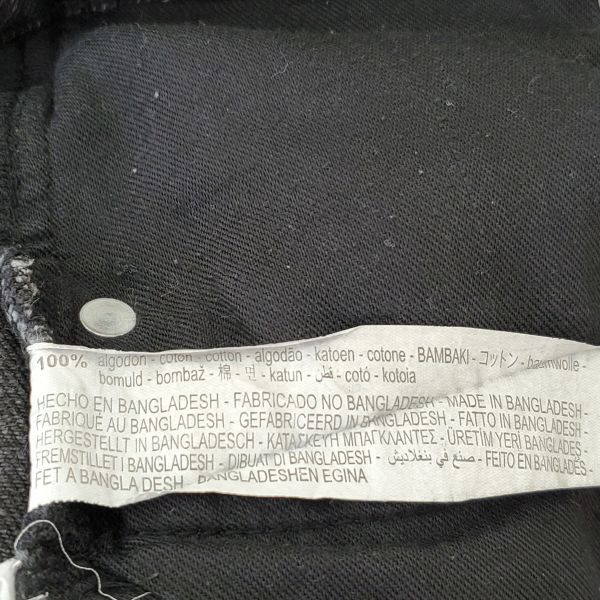 100% algodón - coton - cotton - algodão - katoen - cotone - BAMBAKI - コットン - baumwolle -
bomuld - bombaž - 棉 - 면 - katun - قطن - cotó - kotoia
HECHO EN BANGLADESH - FABRICADO NO BANGLADESH - MADE IN BANGLADESH -
FABRIQUÉ AU BANGLADESH - GEFABRICEERD IN BANGLADESH - FATTO IN BANGLADESH -
HERGESTELLT IN BANGLADESCH - ΚΑΤΑΣΚΕΥΗ ΜΠΑΓΚΛΑΝΤΕΣ - ÜRETİM YERİ BANGLADEŞ -
FREMSTILLET I BANGLADESH - DIBUAT DI BANGLADESH - صنع في بنغلاديش - FEITO EN BANGLADÉS -
FET A BANGLA DESH - BANGLADESHEN EGINA